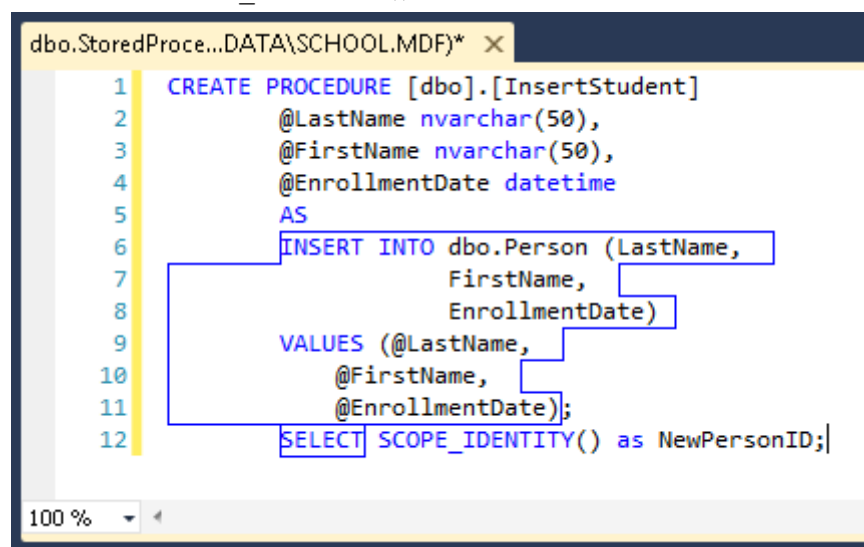 dbo.StoredProce...DATA\SCHOOL.MDF)* ×
1 CREATE PROCEDURE [dbo].[InsertStudent]
2 @LastName nvarchar(50),
3 @FirstName nvarchar(50),
4 @EnrollmentDate datetime
5 AS
6 INSERT INTO dbo.Person (LastName,
7 FirstName,
8 EnrollmentDate)
9 VALUES (@LastName,
10 @FirstName,
11 @EnrollmentDate);
12 SELECT SCOPE_IDENTITY() as NewPersonID;
100 %